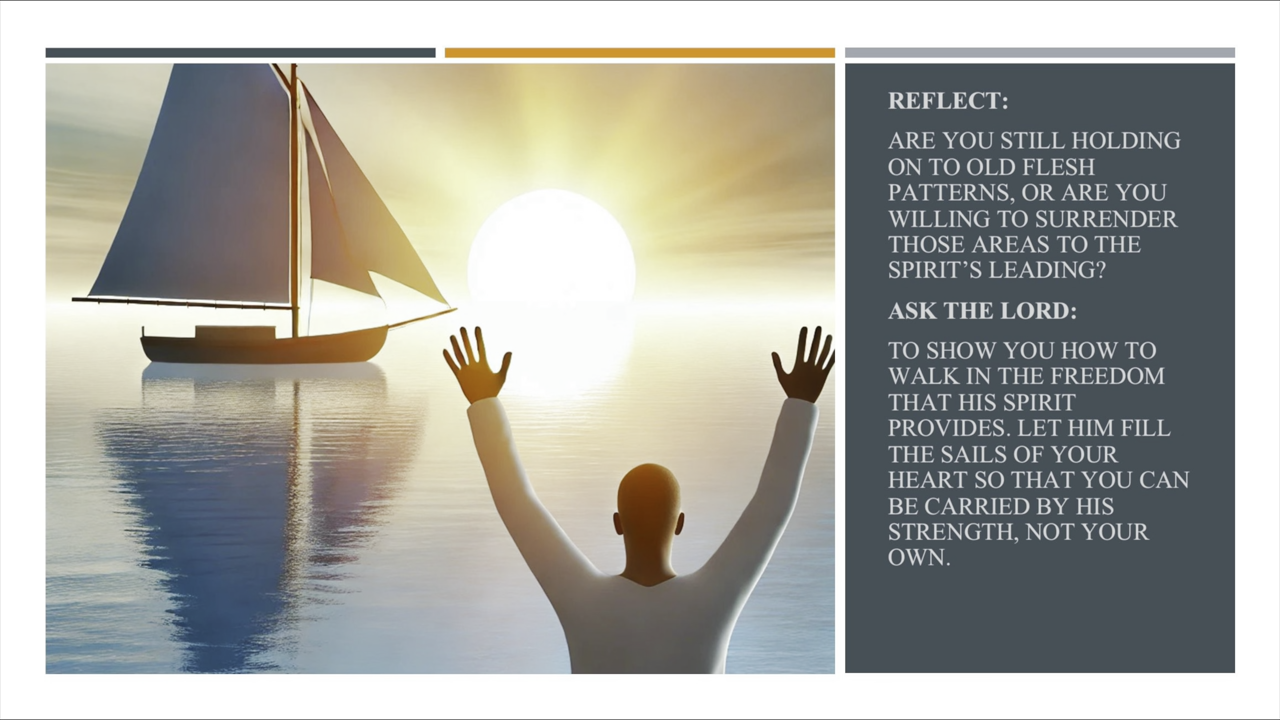 REFLECT:
ARE YOU STILL HOLDING
ON TO OLD FLESH
PATTERNS, OR ARE YOU
WILLING TO SURRENDER
THOSE AREAS TO THE
SPIRIT’S LEADING?
ASK THE LORD:
TO SHOW YOU HOW TO
WALK IN THE FREEDOM
THAT HIS SPIRIT
PROVIDES. LET HIM FILL
THE SAILS OF YOUR
HEART SO THAT YOU CAN
BE CARRIED BY HIS
STRENGTH, NOT YOUR
OWN.